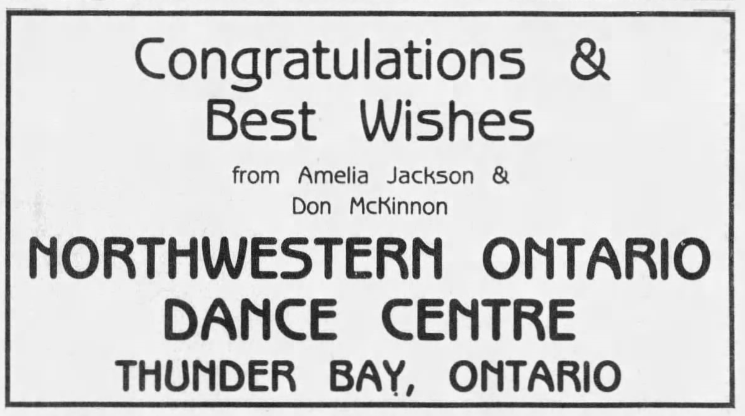 Congratulations &
Best Wishes
from Amelia Jackson &
Don McKinnon
NORTHWESTERN ONTARIO
DANCE CENTRE
THUNDER BAY, ONTARIO